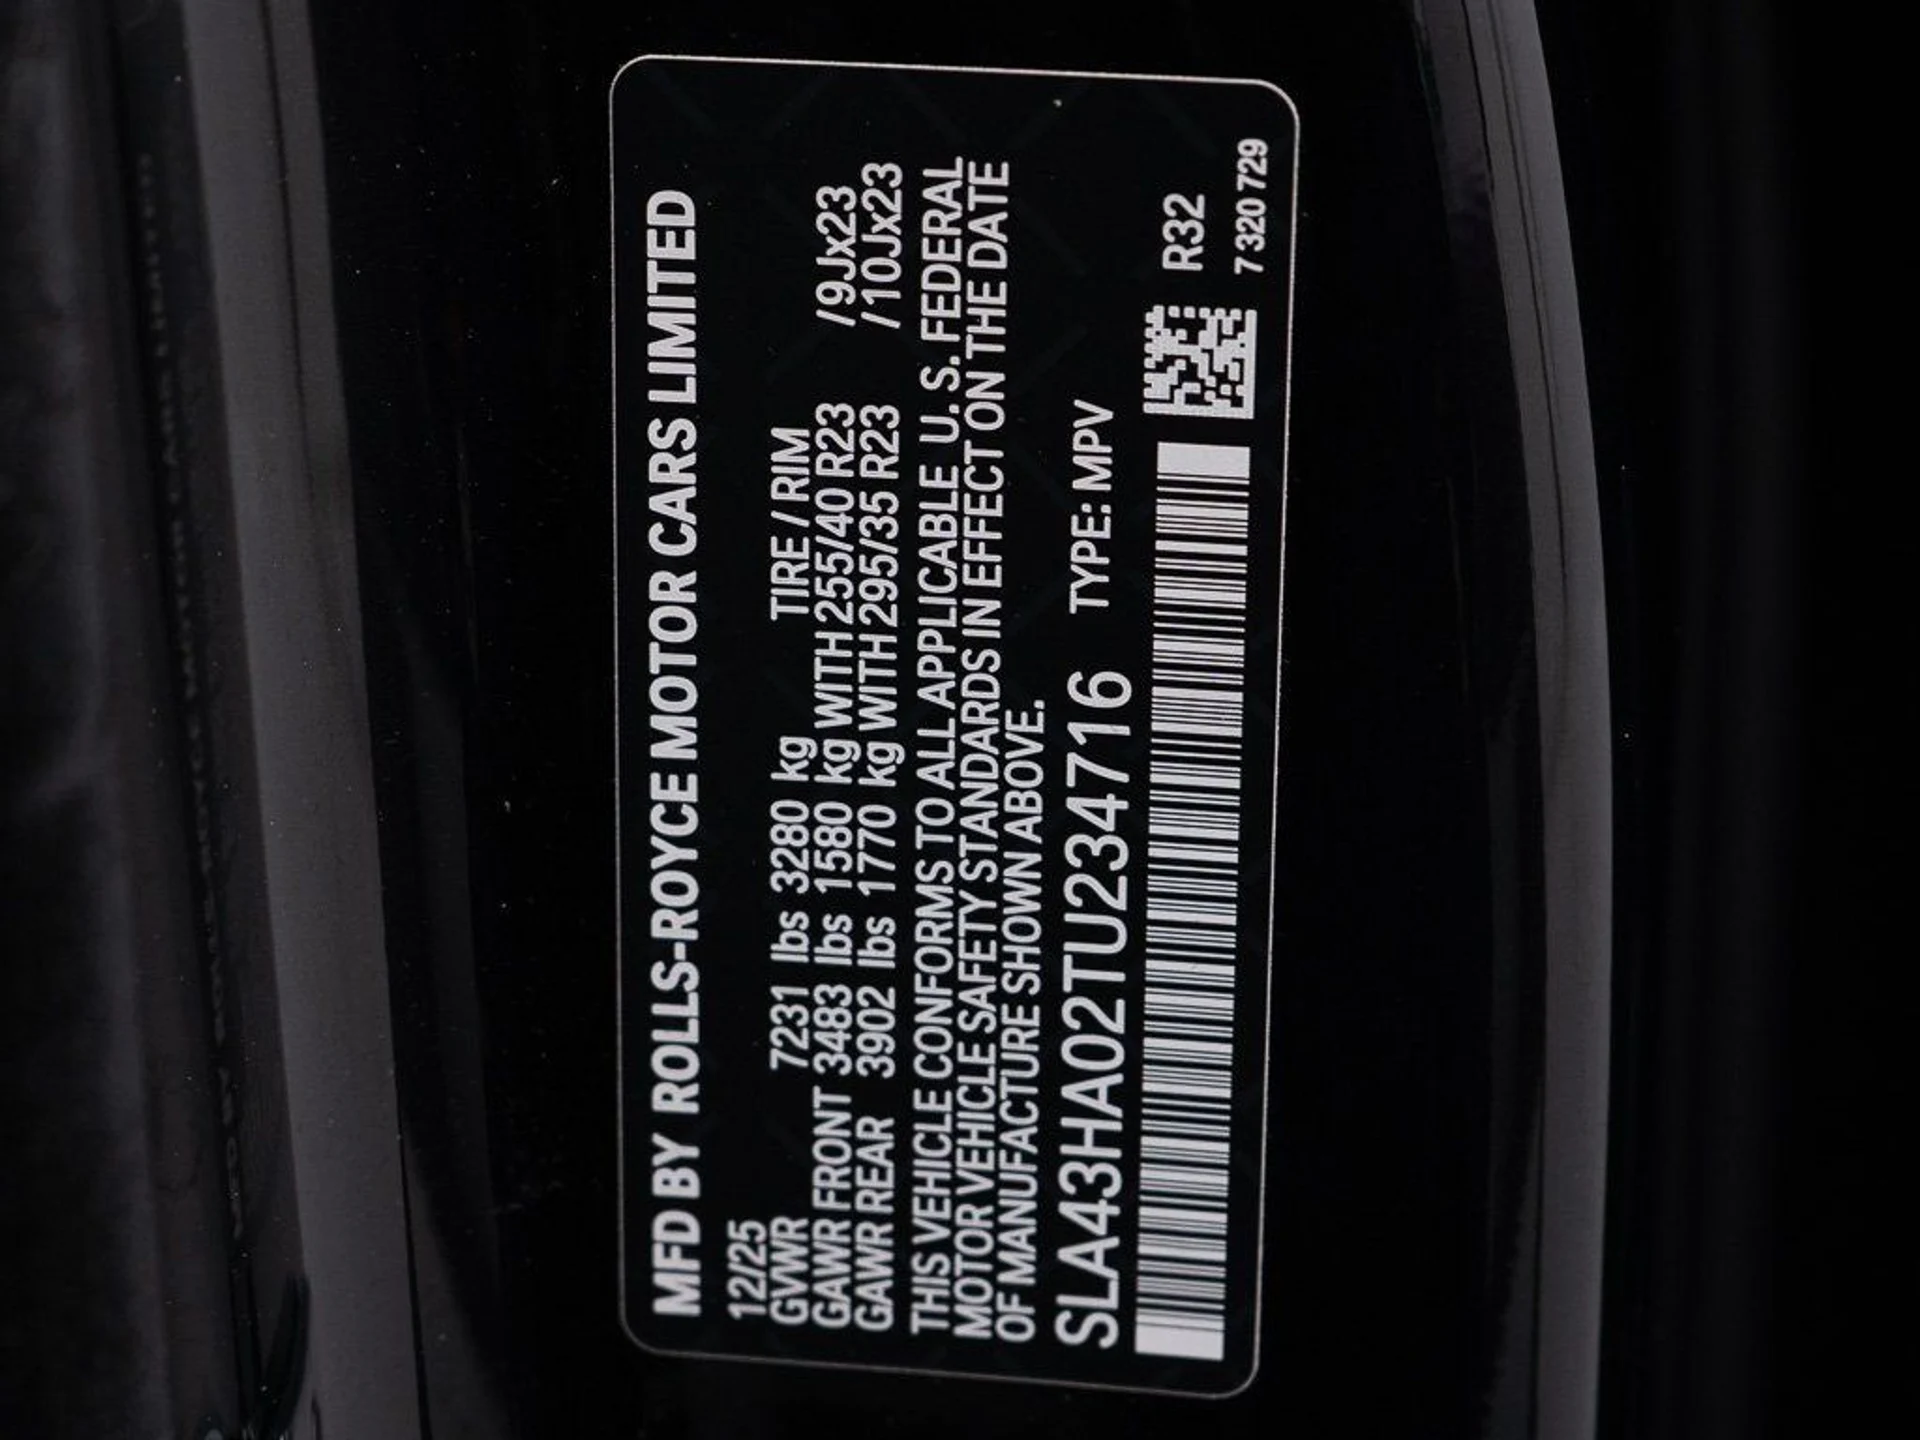 MFD BY ROLLS-ROYCE MOTOR CARS LIMITED
12/25
GVWR 7231 lbs 3280 kg TIRE / RIM
GAWR FRONT 3483 lbs 1580 kg WITH 255/40 R23 /9Jx23
GAWR REAR 3902 lbs 1770 kg WITH 295/35 R23 /10Jx23
THIS VEHICLE CONFORMS TO ALL APPLICABLE U.S. FEDERAL
MOTOR VEHICLE SAFETY STANDARDS IN EFFECT ON THE DATE
OF MANUFACTURE SHOWN ABOVE.
SLA43HA02TU234716 TYPE: MPV
R32
7 320 729